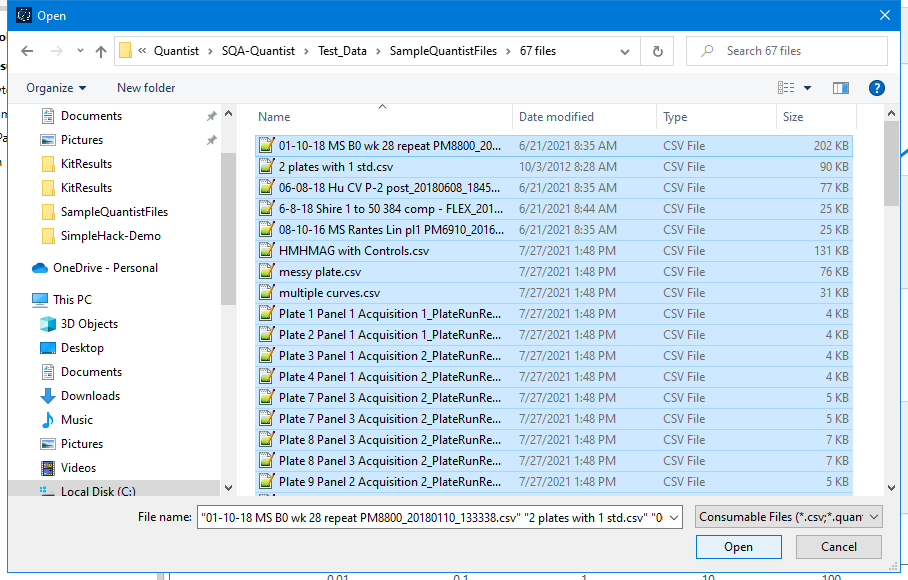 Open
« Quantist › SQA-Quantist › Test_Data › SampleQuantistFiles › 67 files
Search 67 files
Organize
New folder
Name Date modified Type Size
Documents
Pictures
KitResults
KitResults
SampleQuantistFiles
SimpleHack-Demo
OneDrive - Personal
This PC
3D Objects
Desktop
Documents
Downloads
Music
Pictures
Videos
Local Disk (C:)
01-10-18 MS B0 wk 28 repeat PM8800_20... 6/21/2021 8:35 AM CSV File 202 KB
2 plates with 1 std.csv 10/3/2012 8:28 AM CSV File 90 KB
06-08-18 Hu CV P-2 post_20180608_1845... 6/21/2021 8:35 AM CSV File 77 KB
6-8-18 Shire 1 to 50 384 comp - FLEX_201... 6/21/2021 8:44 AM CSV File 25 KB
08-10-16 MS Rantes Lin pl1 PM6910_2016... 6/21/2021 8:35 AM CSV File 25 KB
HMHMAG with Controls.csv 7/27/2021 1:48 PM CSV File 131 KB
messy plate.csv 7/27/2021 1:48 PM CSV File 76 KB
multiple curves.csv 7/27/2021 1:48 PM CSV File 31 KB
Plate 1 Panel 1 Acquisition 1_PlateRunRe... 7/27/2021 1:48 PM CSV File 4 KB
Plate 2 Panel 1 Acquisition 1_PlateRunRe... 7/27/2021 1:48 PM CSV File 4 KB
Plate 3 Panel 1 Acquisition 2_PlateRunRe... 7/27/2021 1:48 PM CSV File 4 KB
Plate 4 Panel 1 Acquisition 2_PlateRunRe... 7/27/2021 1:48 PM CSV File 4 KB
Plate 7 Panel 3 Acquisition 2_PlateRunRe... 7/27/2021 1:48 PM CSV File 5 KB
Plate 7 Panel 3 Acquisition 2_PlateRunRe... 7/27/2021 1:48 PM CSV File 5 KB
Plate 8 Panel 3 Acquisition 2_PlateRunRe... 7/27/2021 1:48 PM CSV File 7 KB
Plate 8 Panel 3 Acquisition 2_PlateRunRe... 7/27/2021 1:48 PM CSV File 7 KB
Plate 9 Panel 2 Acquisition 2_PlateRunRe... 7/27/2021 1:48 PM CSV File 5 KB
File name: "01-10-18 MS B0 wk 28 repeat PM8800_20180110_133338.csv" "2 plates with 1 std.csv" "0
Consumable Files (*.csv;*.quan
Open Cancel
0.01 0.1 1 10 100